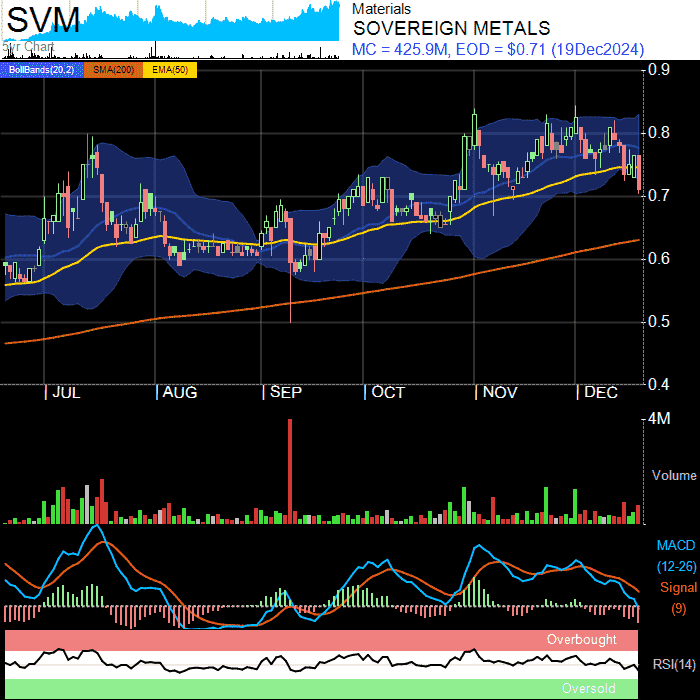 SVM
5yr Chart
Materials
SOVEREIGN METALS
MC = 425.9M, EOD = $0.71 (19Dec2024)
BollBands(20,2) SMA(200) EMA(50)
0.9
0.8
0.7
0.6
0.5
0.4
JUL AUG SEP OCT NOV DEC
4M
Volume
MACD
(12-26)
Signal
(9)
Overbought
RSI(14)
Oversold